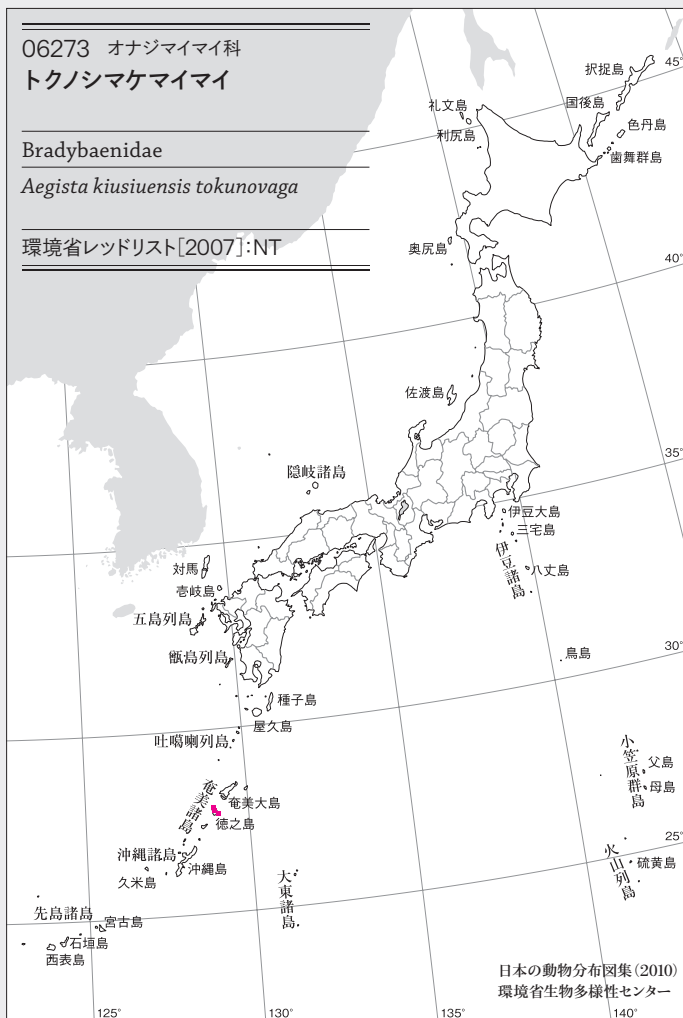 06273 オナジマイマイ科
トクノシマケマイマイ
Bradybaenidae
Aegista kiusiuensis tokunovaga
環境省レッドリスト[2007]:NT
択捉島
45°
礼文島
国後島
色丹島
利尻島
歯舞群島
奥尻島
40°
佐渡島
35°
隠岐諸島
伊豆大島
三宅島
伊豆諸島
八丈島
対馬
壱岐島
五島列島
甑島列島
鳥島
30°
種子島
屋久島
吐噶喇列島
小笠原群島
父島
母島
奄美諸島
奄美大島
徳之島
沖縄諸島
沖縄島
久米島
大東諸島
火山列島
硫黄島
25°
先島諸島
宮古島
石垣島
西表島
日本の動物分布図集(2010)
環境省生物多様性センター
125°
130°
135°
140°